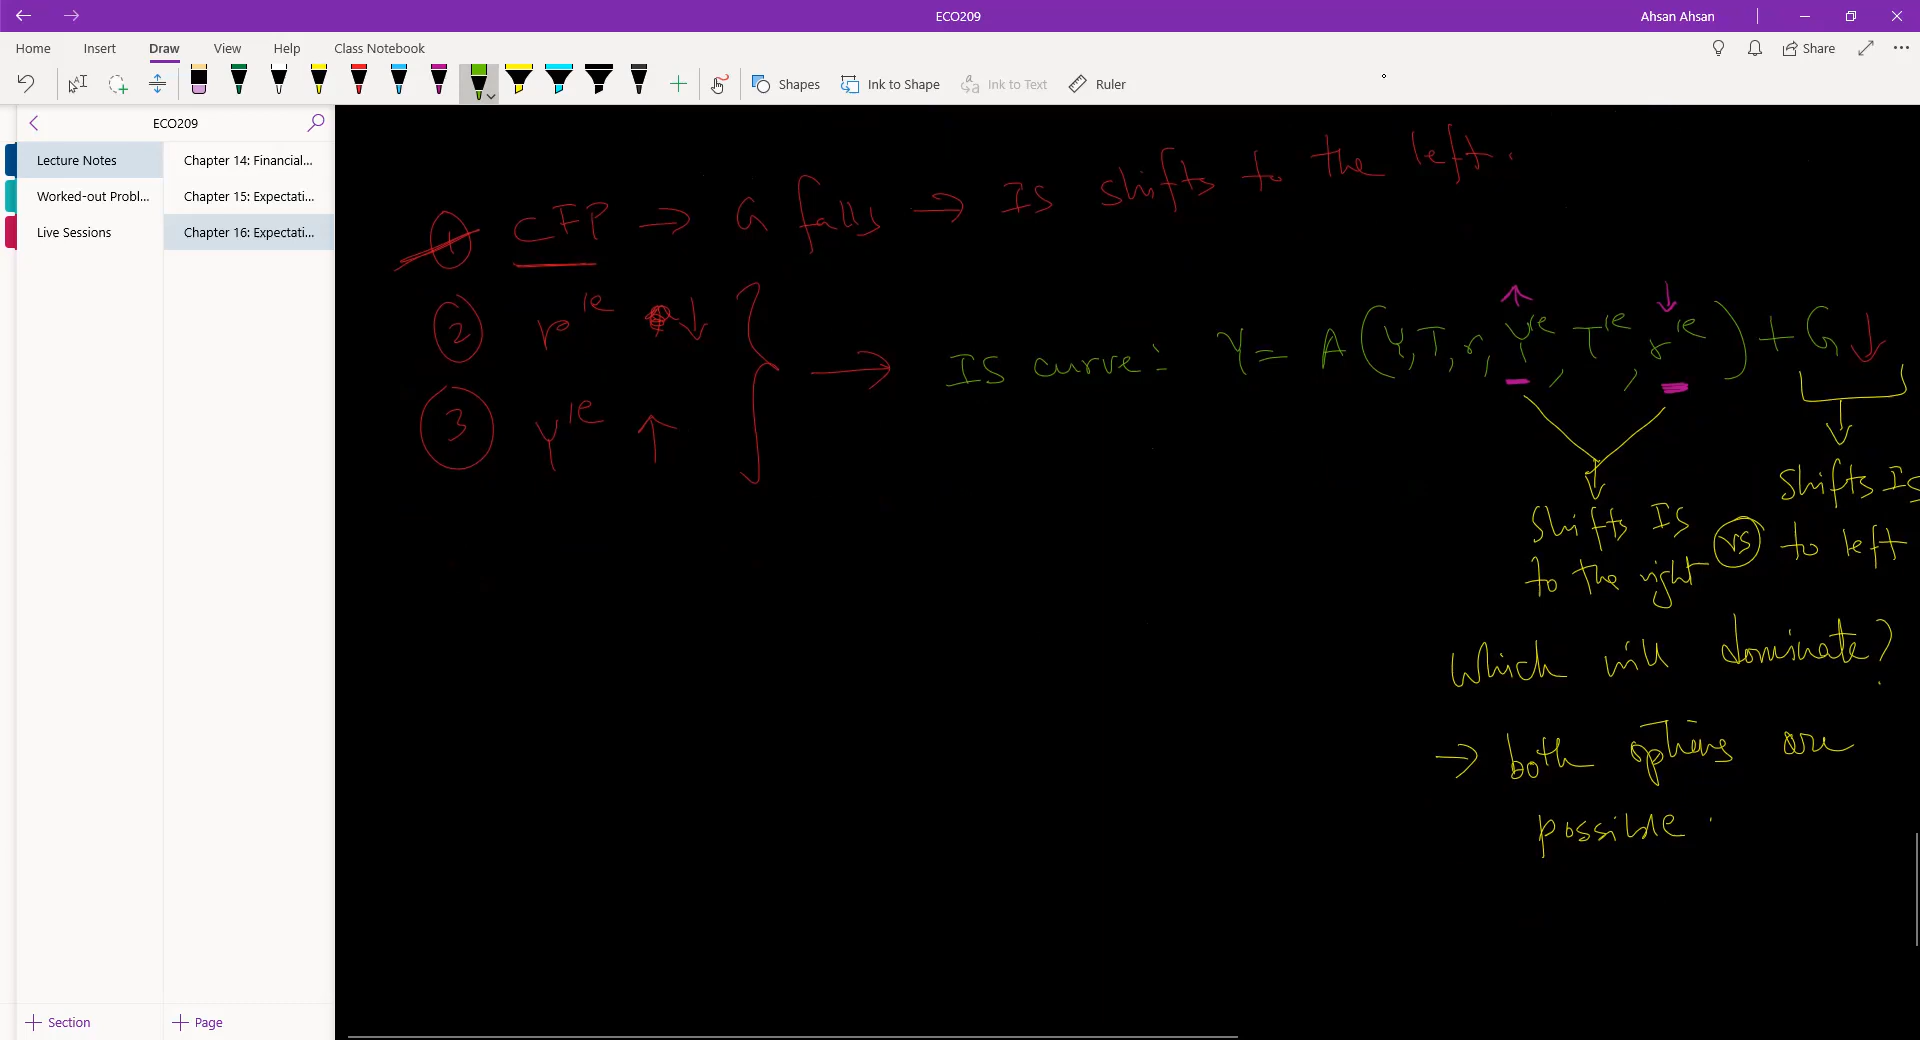 ECO209
Ahsan Ahsan
Home Insert Draw View Help Class Notebook
Share
Shapes Ink to Shape Ink to Text Ruler
ECO209
Lecture Notes
Worked-out Probl...
Live Sessions
Chapter 14: Financial...
Chapter 15: Expectati...
Chapter 16: Expectati...
+ Section
+ Page
① CFP → G falls → IS shifts to the left.
② r'e ↓
③ Y'e ↑
→ IS curve: Y = A(Y, T, r, Y'e, T'e, r'e) + G ↓
Shifts IS
to the right
vs
Shifts IS
to left
Which will dominate?
→ both options are
possible.